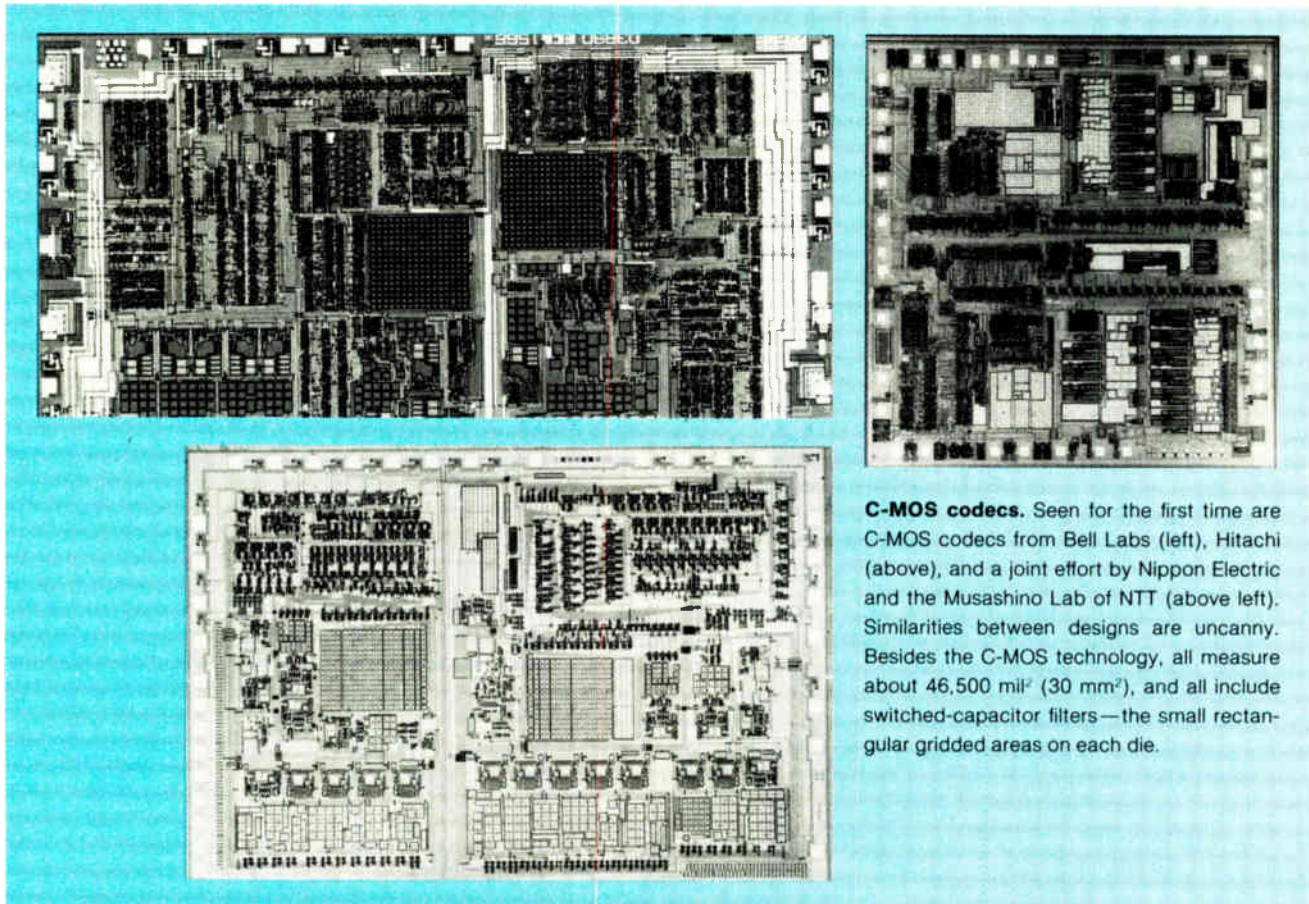 D3890 ECA 1566
C-MOS codecs. Seen for the first time are
C-MOS codecs from Bell Labs (left), Hitachi
(above), and a joint effort by Nippon Electric
and the Musashino Lab of NTT (above left).
Similarities between designs are uncanny.
Besides the C-MOS technology, all measure
about 46,500 mil² (30 mm²), and all include
switched-capacitor filters—the small rectan-
gular gridded areas on each die.